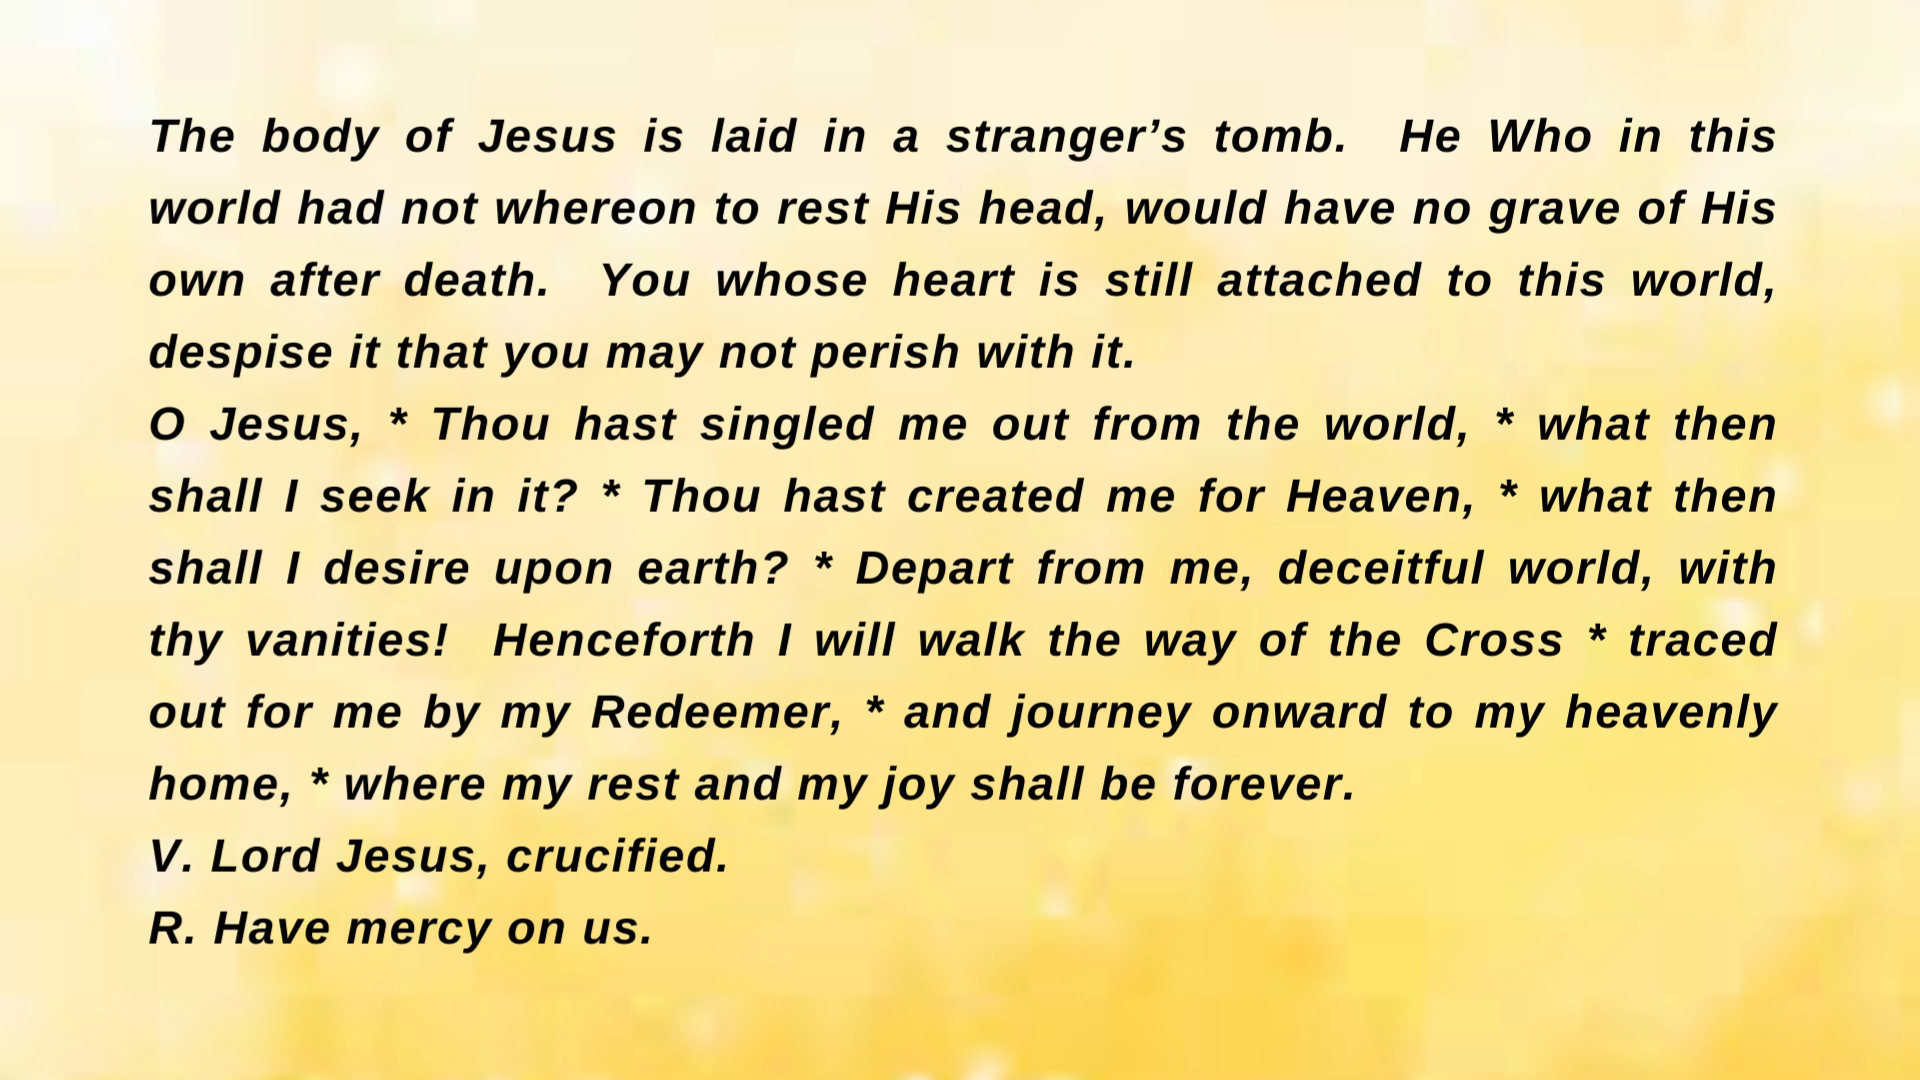 The body of Jesus is laid in a stranger’s tomb.  He Who in this
world had not whereon to rest His head, would have no grave of His
own after death.  You whose heart is still attached to this world,
despise it that you may not perish with it.
O Jesus, * Thou hast singled me out from the world, * what then
shall I seek in it? * Thou hast created me for Heaven, * what then
shall I desire upon earth? * Depart from me, deceitful world, with
thy vanities!  Henceforth I will walk the way of the Cross * traced
out for me by my Redeemer, * and journey onward to my heavenly
home, * where my rest and my joy shall be forever.
V. Lord Jesus, crucified.
R. Have mercy on us.